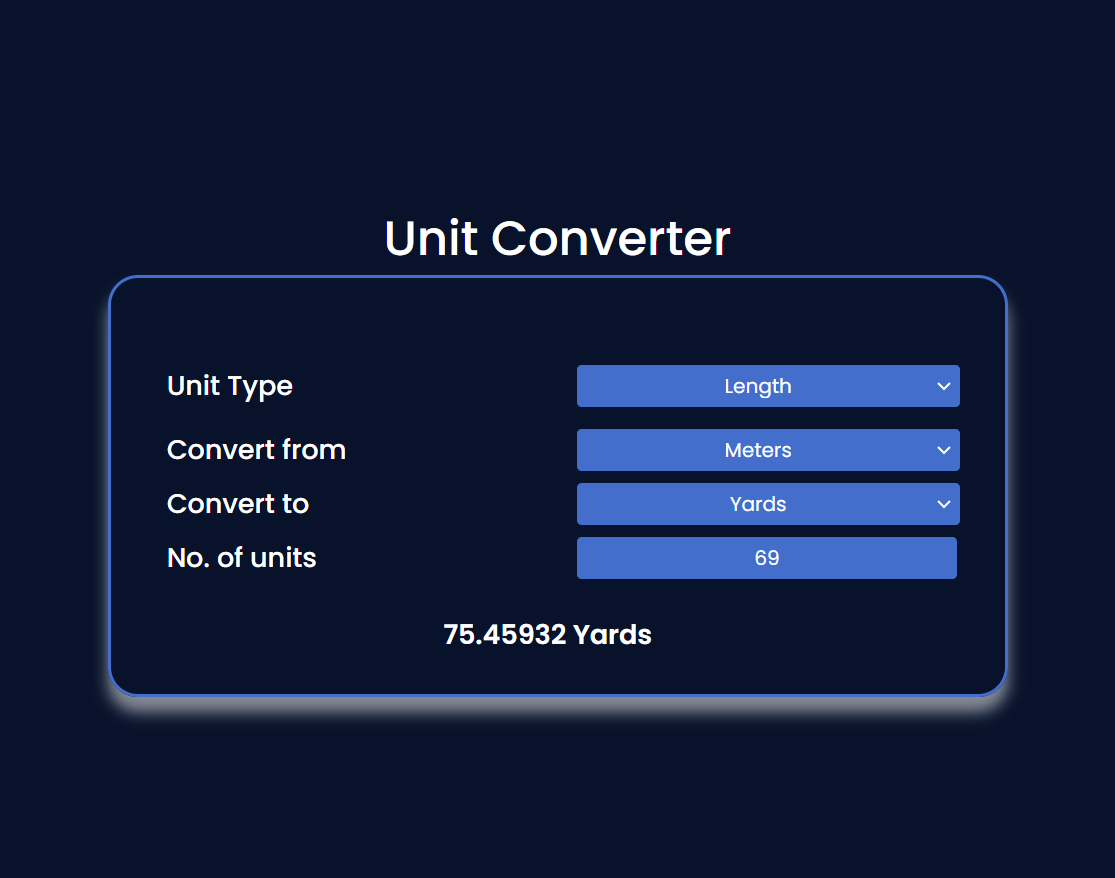 Unit Converter
Unit Type Length
Convert from Meters
Convert to Yards
No. of units 69
75.45932 Yards